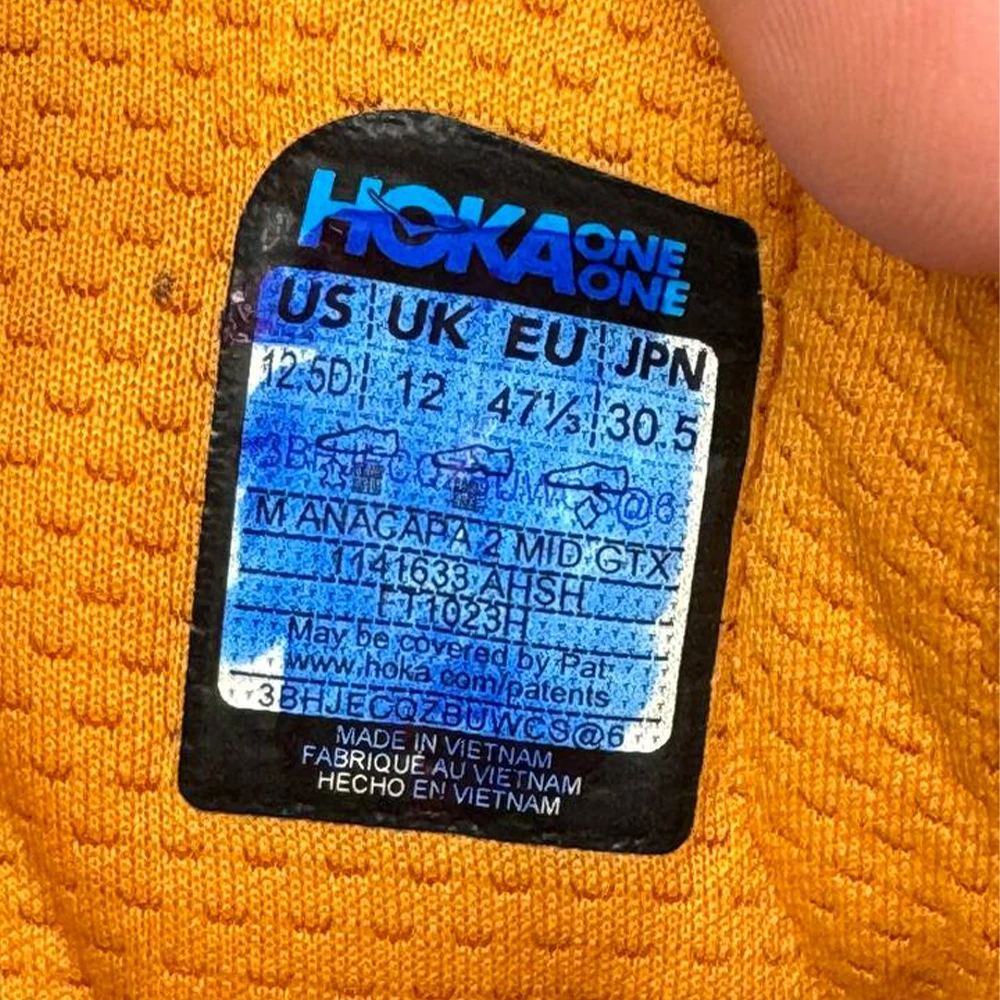 HOKA ONE ONE
US UK EU JPN
12.5D 12 47⅓ 30.5
M ANACAPA 2 MID GTX
1141633 AHSH
May be covered by Pat:
www.hoka.com/patents
3BHJECQZBUWCS@6
MADE IN VIETNAM
FABRIQUÉ AU VIETNAM
HECHO EN VIETNAM